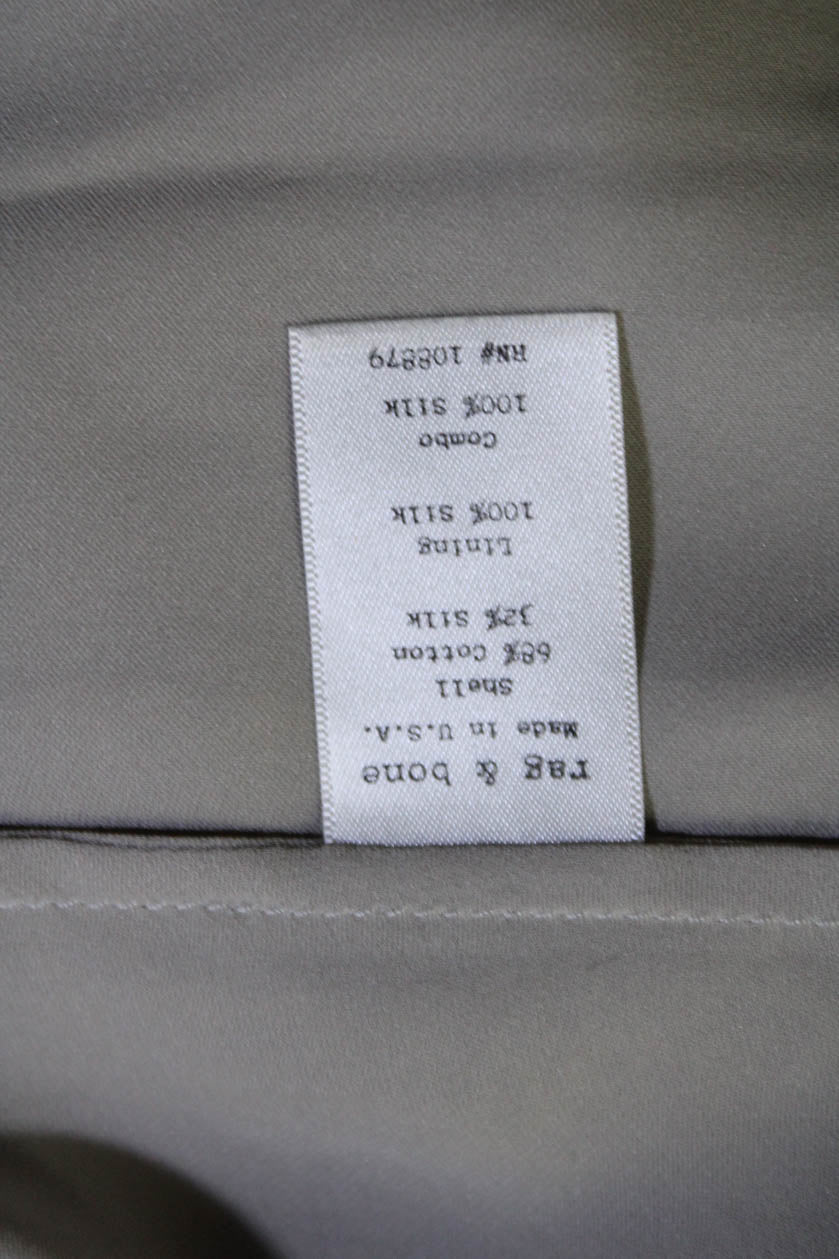 rag & bone
Made in U.S.A.
Shell
68% Cotton
32% Silk
Lining
100% Silk
Combo
100% Silk
RN# 108879